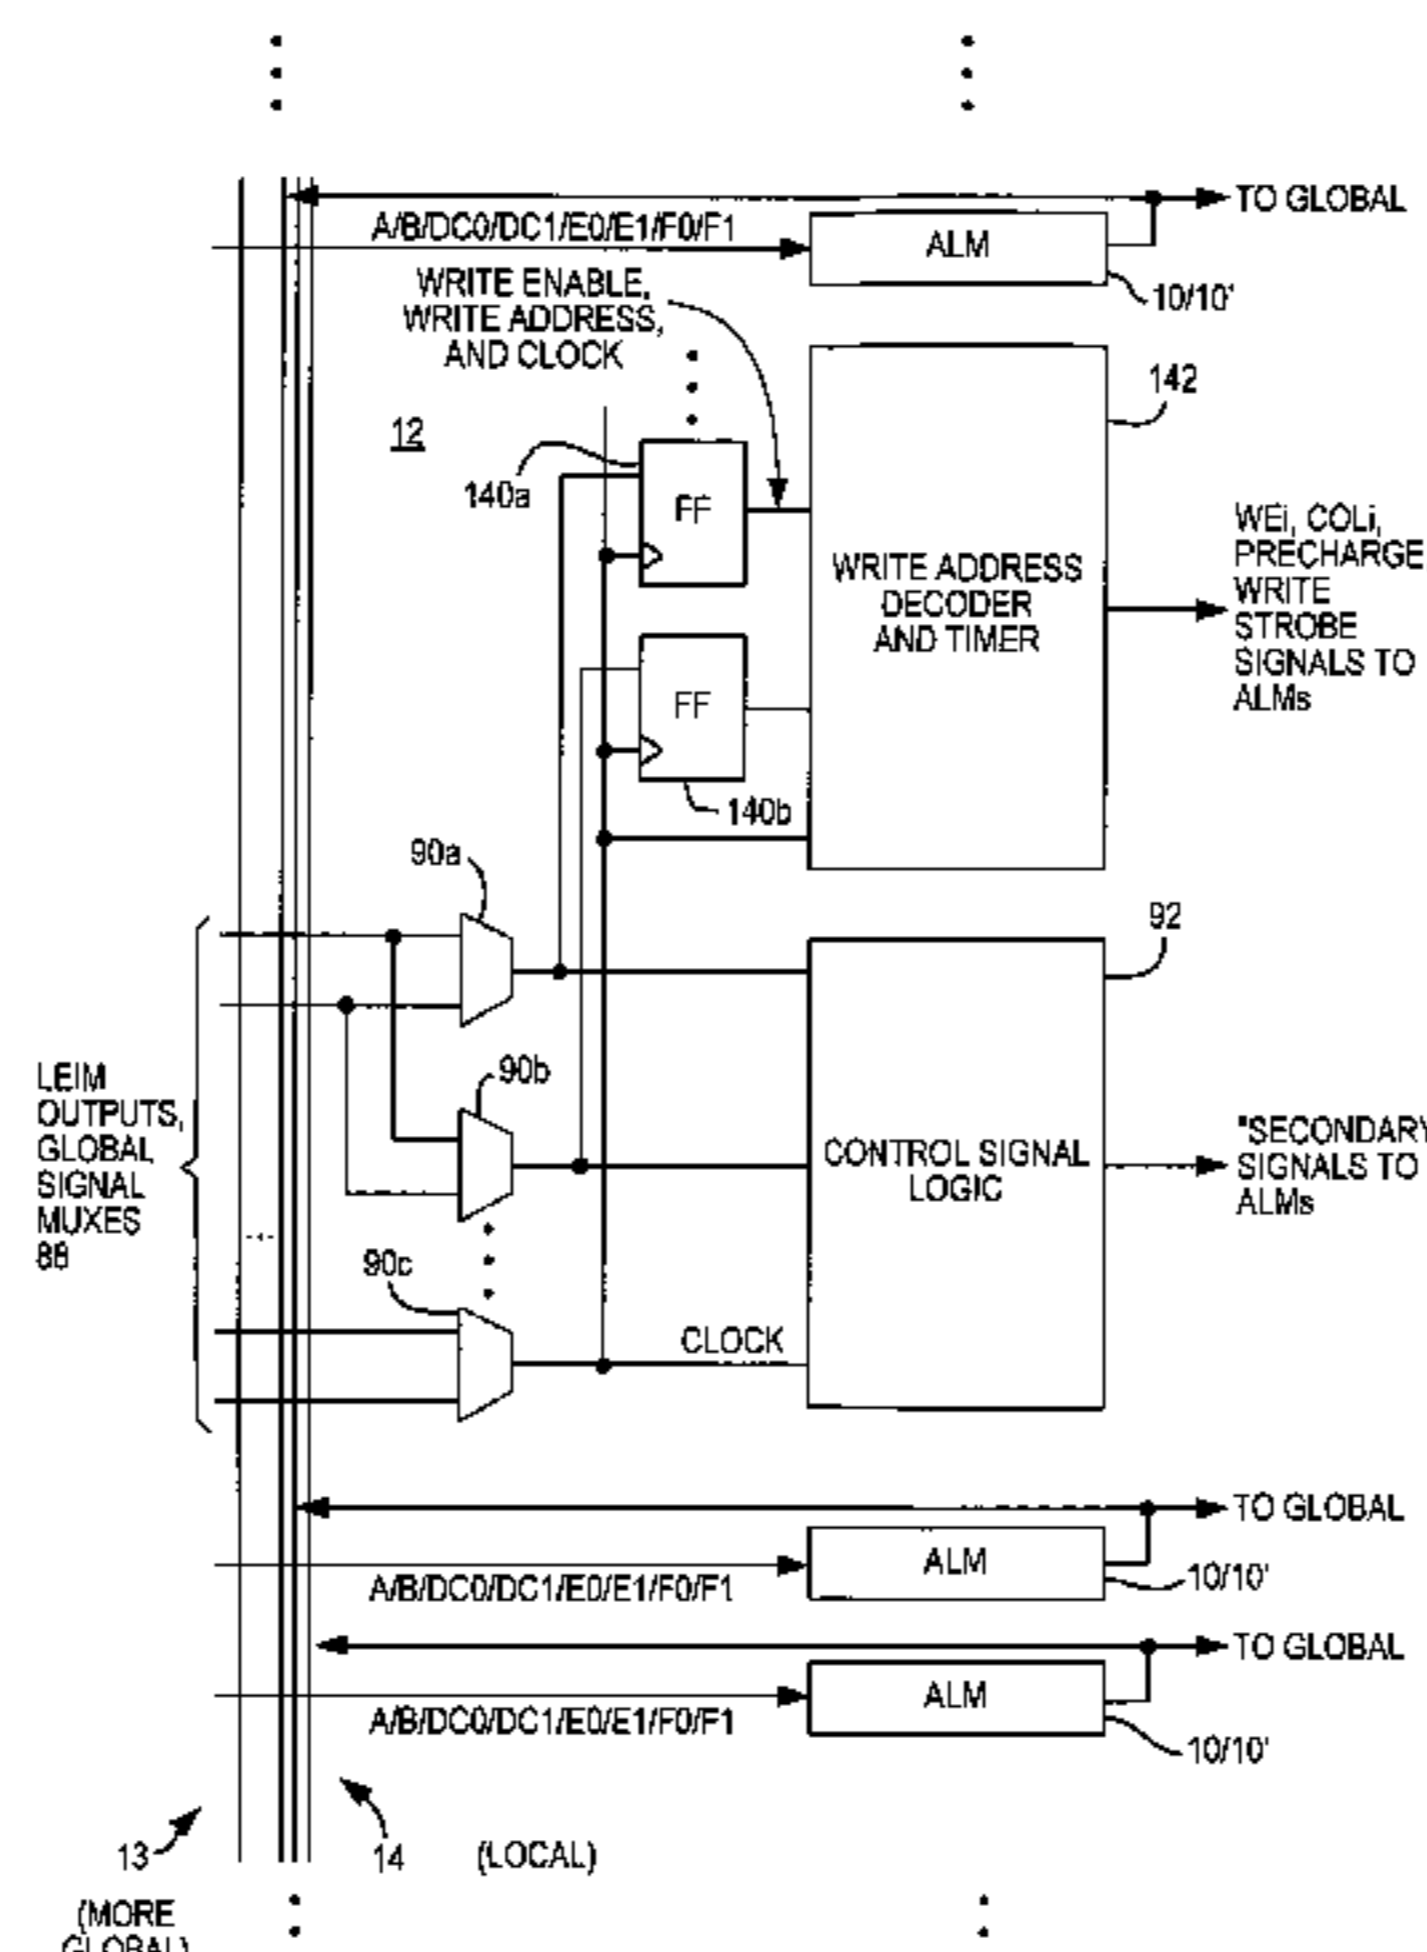 TO GLOBAL
A/B/DC0/DC1/E0/E1/F0/F1
ALM
10/10'
WRITE ENABLE,
WRITE ADDRESS,
AND CLOCK
142
12
140a
FF
WRITE ADDRESS
DECODER
AND TIMER
WEi, COLi,
PRECHARGE
WRITE
STROBE
SIGNALS TO
ALMs
FF
140b
90a
92
90b
LEIM
OUTPUTS,
GLOBAL
SIGNAL
MUXES
88
CONTROL SIGNAL
LOGIC
"SECONDARY
SIGNALS TO
ALMs
90c
CLOCK
TO GLOBAL
ALM
A/B/DC0/DC1/E0/E1/F0/F1
10/10'
TO GLOBAL
ALM
A/B/DC0/DC1/E0/E1/F0/F1
10/10'
13
14
(LOCAL)
(MORE
GLOBAL)